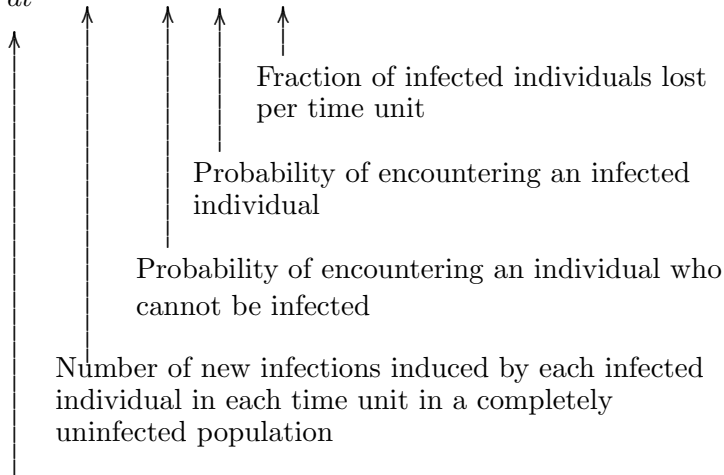 dt
Fraction of infected individuals lost
per time unit
Probability of encountering an infected
individual
Probability of encountering an individual who
cannot be infected
Number of new infections induced by each infected
individual in each time unit in a completely
uninfected population